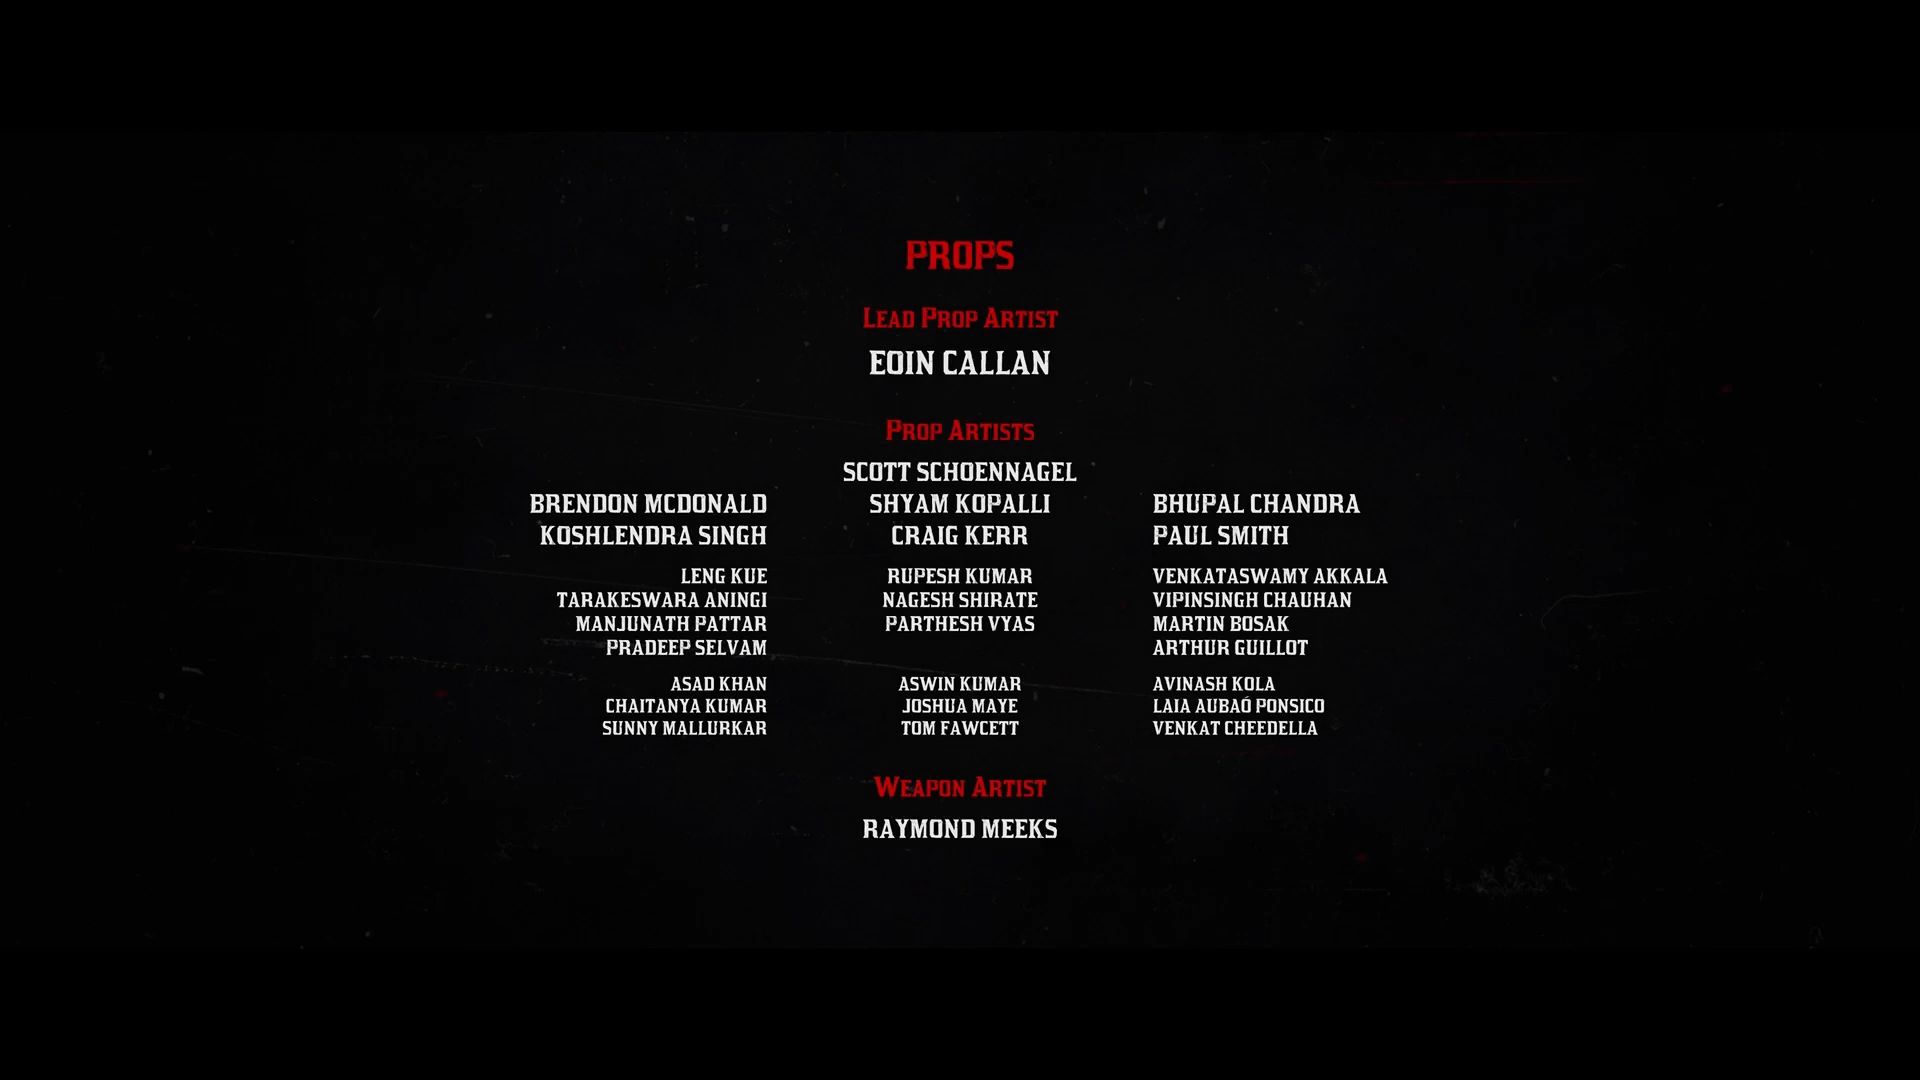 PROPS
LEAD PROP ARTIST
EOIN CALLAN
PROP ARTISTS
SCOTT SCHOENNAGEL
BRENDON MCDONALD SHYAM KOPALLI BHUPAL CHANDRA
KOSHLENDRA SINGH CRAIG KERR PAUL SMITH
LENG KUE RUPESH KUMAR VENKATASWAMY AKKALA
TARAKESWARA ANINGI NAGESH SHIRATE VIPINSINGH CHAUHAN
MANJUNATH PATTAR PARTHESH VYAS MARTIN BOSAK
PRADEEP SELVAM ARTHUR GUILLOT
ASAD KHAN ASWIN KUMAR AVINASH KOLA
CHAITANYA KUMAR JOSHUA MAYE LAIA AUBAÓ PONSICO
SUNNY MALLURKAR TOM FAWCETT VENKAT CHEEDELLA
WEAPON ARTIST
RAYMOND MEEKS